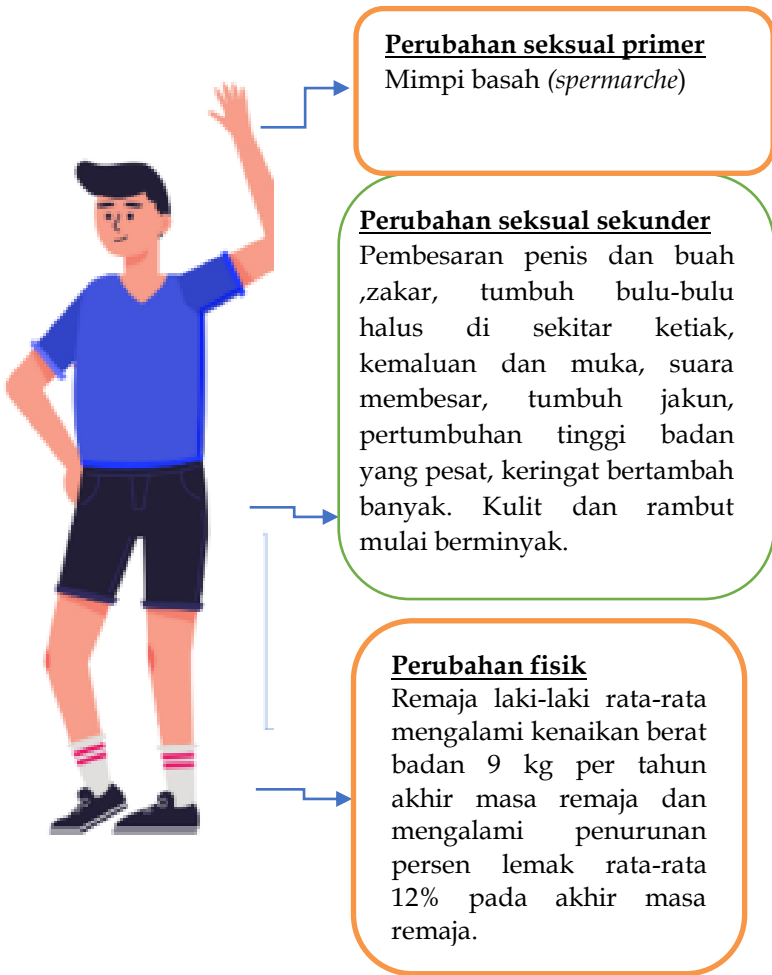 Perubahan seksual primer
Mimpi basah (spermarche)
Perubahan seksual sekunder
Pembesaran penis dan buah
,zakar, tumbuh bulu-bulu
halus di sekitar ketiak,
kemaluan dan muka, suara
membesar, tumbuh jakun,
pertumbuhan tinggi badan
yang pesat, keringat bertambah
banyak. Kulit dan rambut
mulai berminyak.
Perubahan fisik
Remaja laki-laki rata-rata
mengalami kenaikan berat
badan 9 kg per tahun
akhir masa remaja dan
mengalami penurunan
persen lemak rata-rata
12% pada akhir masa
remaja.